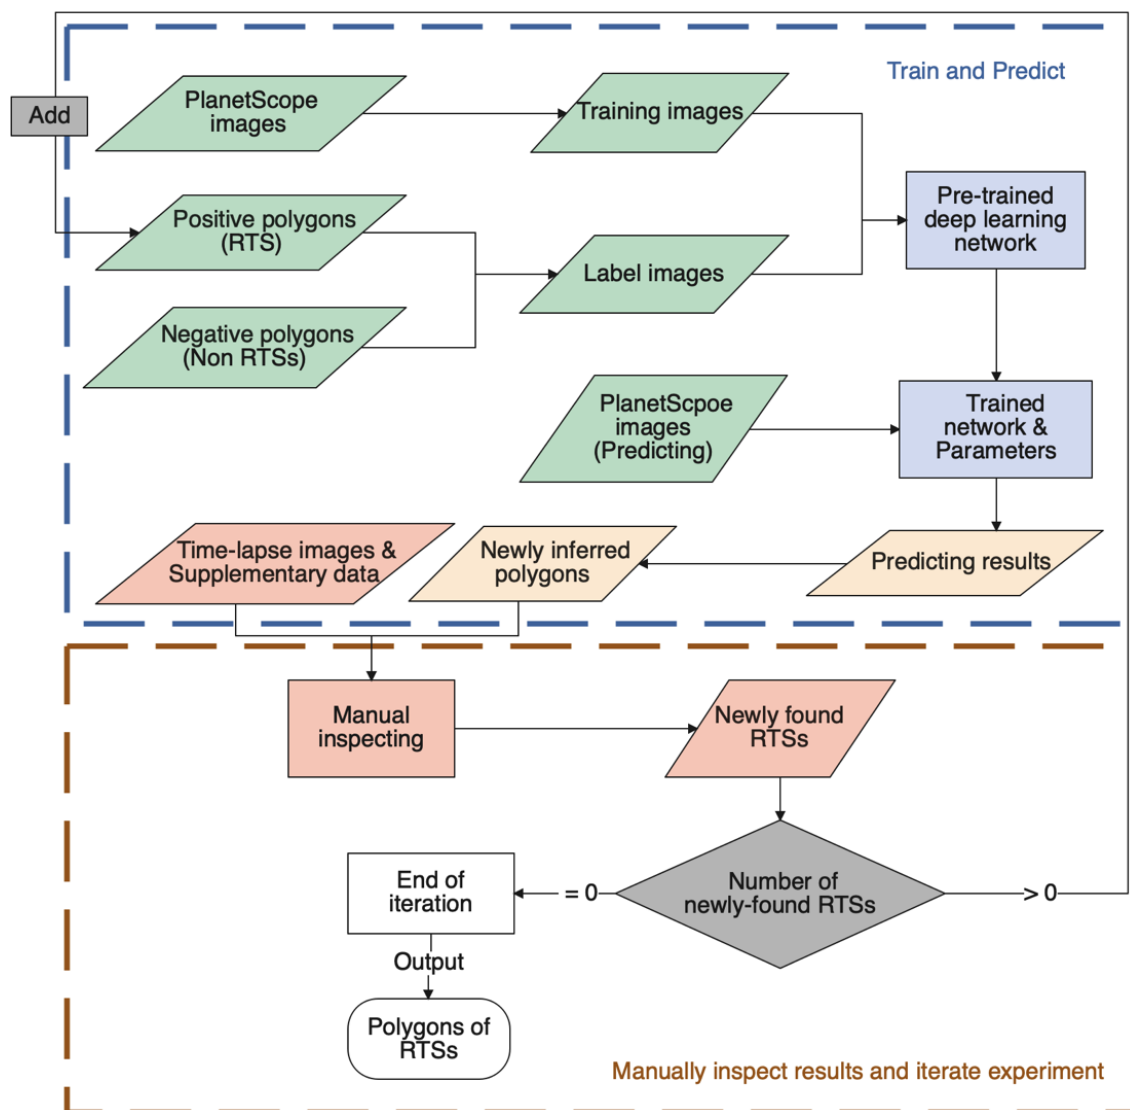 Train and Predict
Add
PlanetScope
images
Training images
Positive polygons
(RTS)
Pre-trained
deep learning
network
Label images
Negative polygons
(Non RTSs)
PlanetScpoe
images
(Predicting)
Trained
network &
Parameters
Time-lapse images &
Supplementary data
Newly inferred
polygons
Predicting results
Manual
inspecting
Newly found
RTSs
Number of
newly-found RTSs
= 0
> 0
End of
iteration
Output
Polygons of
RTSs
Manually inspect results and iterate experiment